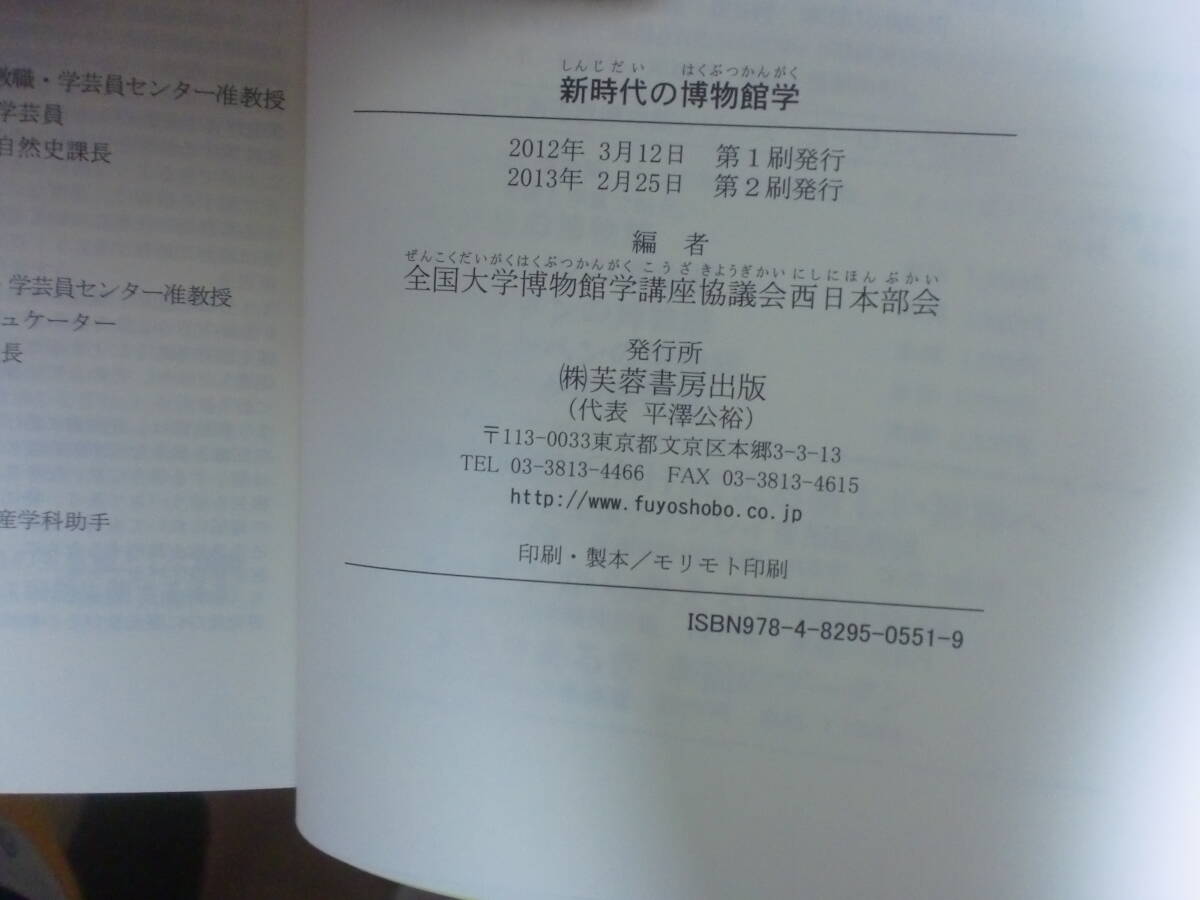 教職・学芸員センター准教授
学芸員
自然史課長
・学芸員センター准教授
ュケーター
長
産学科助手
しんじだい はくぶつかんがく
新時代の博物館学
2012年 3月12日 第1刷発行
2013年 2月25日 第2刷発行
編 者
ぜんこくだいがくはくぶつかんがくこうざきようぎかいにしにほんぶかい
全国大学博物館学講座協議会西日本部会
発行所
㈱芙蓉書房出版
(代表 平澤公裕)
〒113-0033東京都文京区本郷3-3-13
TEL 03-3813-4466 FAX 03-3813-4615
http://www.fuyoshobo.co.jp
印刷・製本/モリモト印刷
ISBN978-4-8295-0551-9